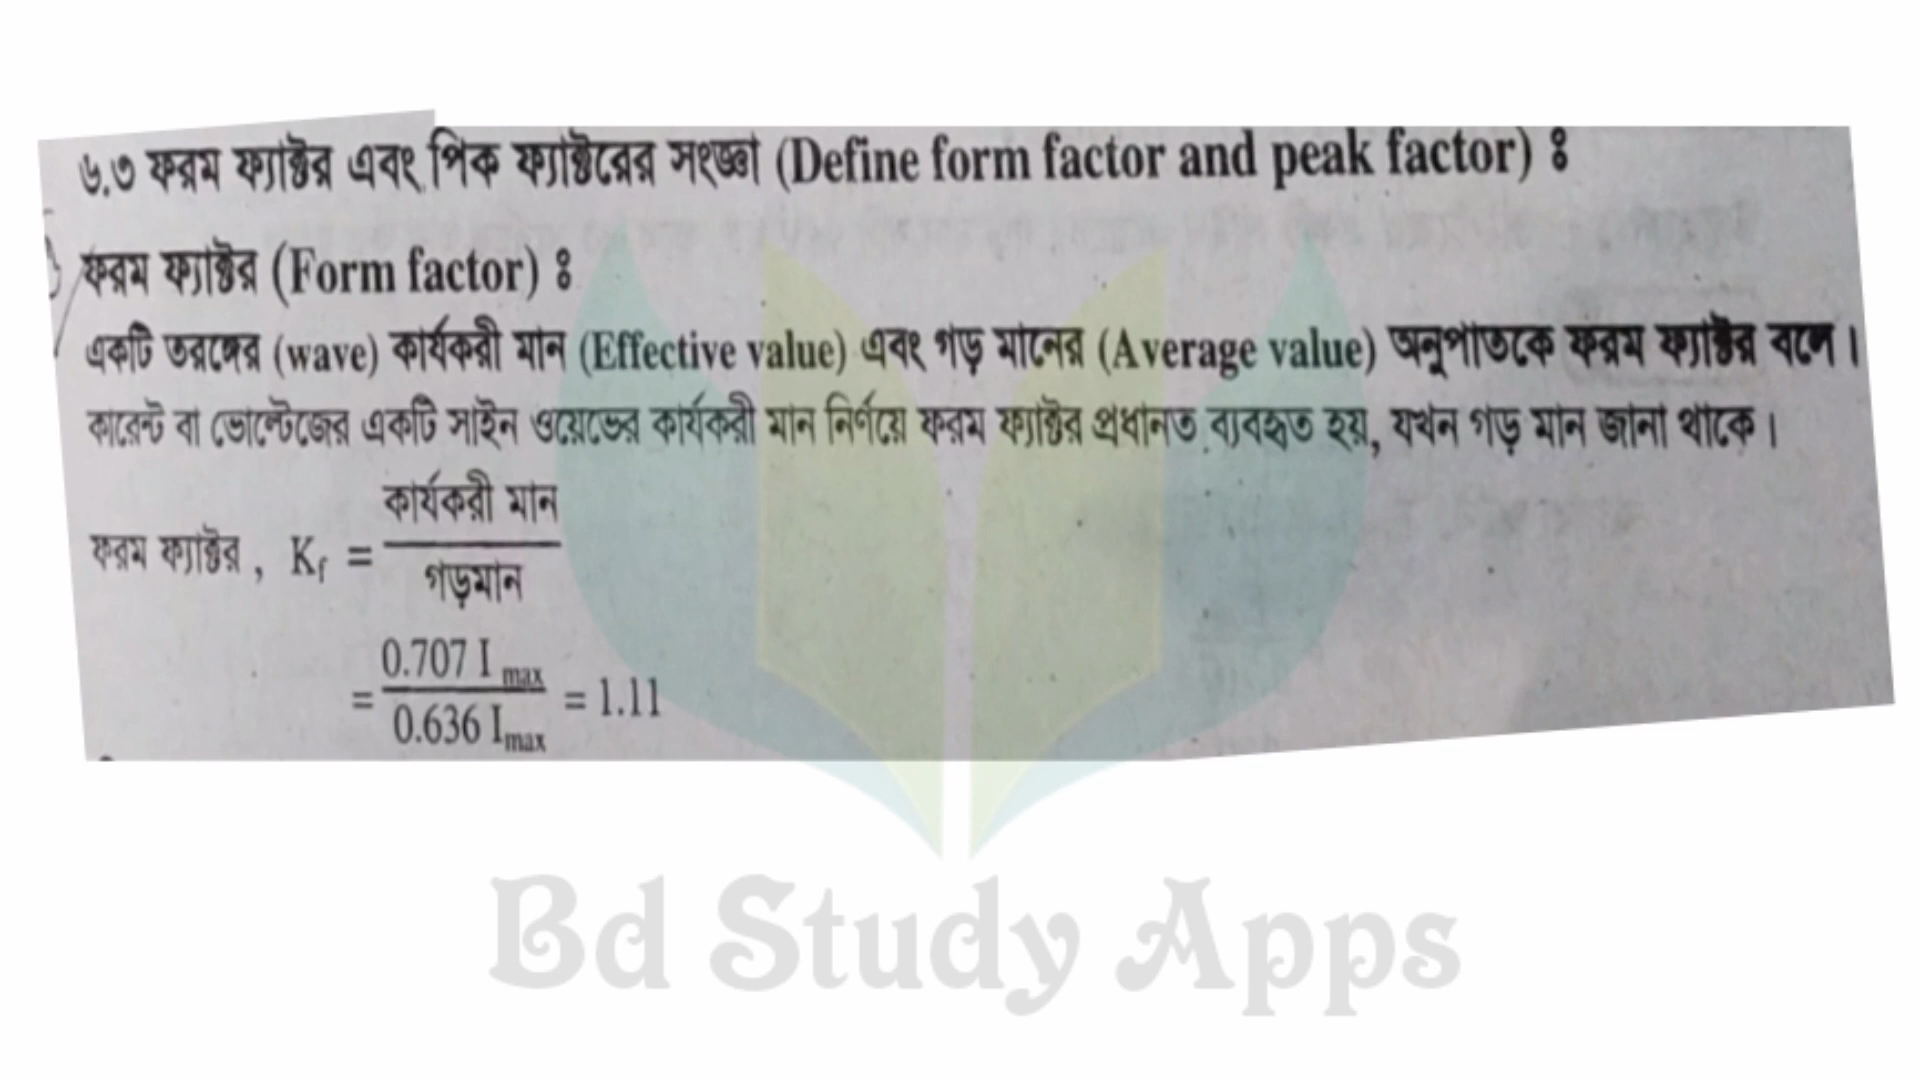 ৬.৩ ফরম ফ্যাক্টর এবং পিক ফ্যাক্টরের সংজ্ঞা (Define form factor and peak factor) ঃ
ফরম ফ্যাক্টর (Form factor) ঃ
একটি তরঙ্গের (wave) কার্যকরী মান (Effective value) এবং গড় মানের (Average value) অনুপাতকে ফরম ফ্যাক্টর বলে।
কারেন্ট বা ভোল্টেজের একটি সাইন ওয়েভের কার্যকরী মান নির্ণয়ে ফরম ফ্যাক্টর প্রধানত ব্যবহৃত হয়, যখন গড় মান জানা থাকে।
ফরম ফ্যাক্টর , Kf = কার্যকরী মান / গড়মান
= 0.707 I max / 0.636 Imax = 1.11
Bd Study Apps